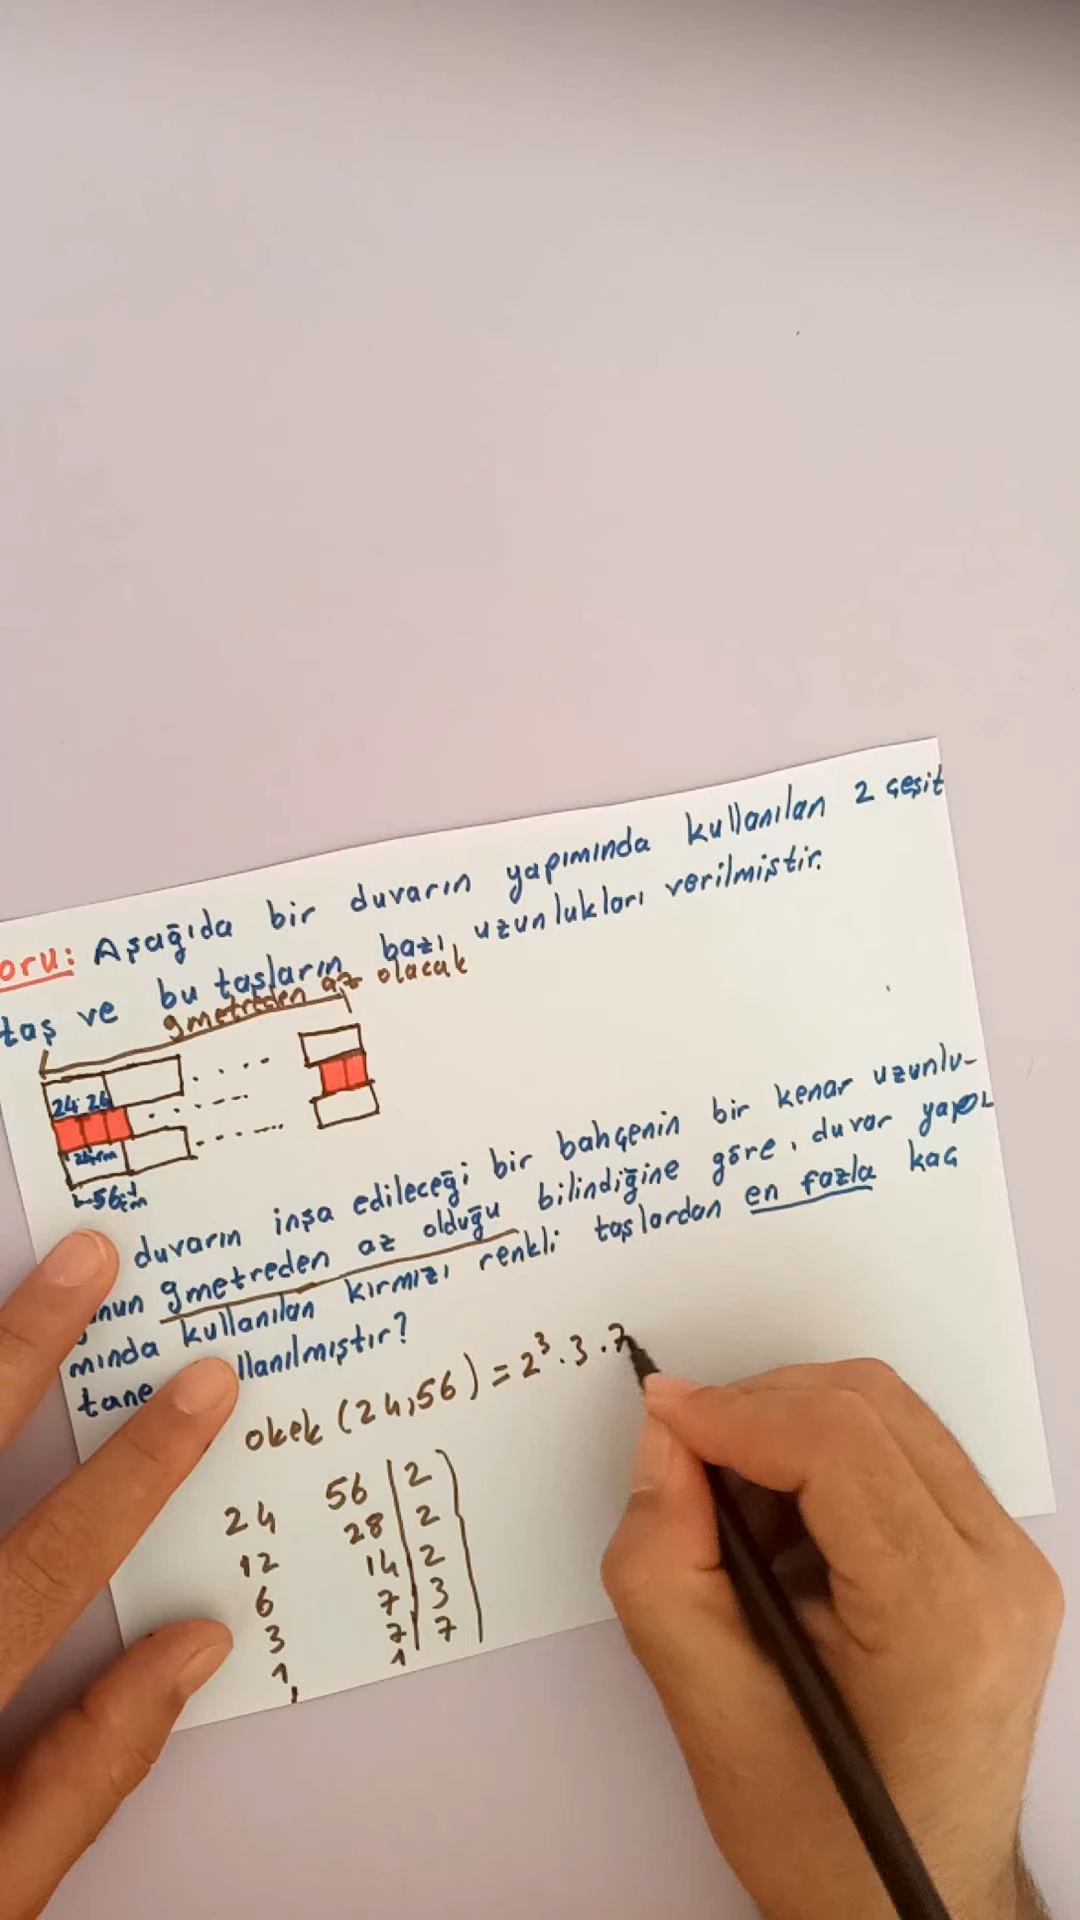 oru: Aşağıda bir duvarın yapımında kullanılan 2 çeşit
taş ve bu taşların bazı uzunlukları verilmiştir.
9metreden az olacak
24 24
24cm
56cm
duvarın inşa edileceği bir bahçenin bir kenar uzunlu-
unun 9metreden az olduğu bilindiğine göre, duvar yapı
mında kullanılan kırmızı renkli taşlardan en fazla kaç
tane llanılmıştır?
okek (24,56) = 2³.3.7
24 56 2
12 28 2
6 14 2
3 7 3
1 7 7
1